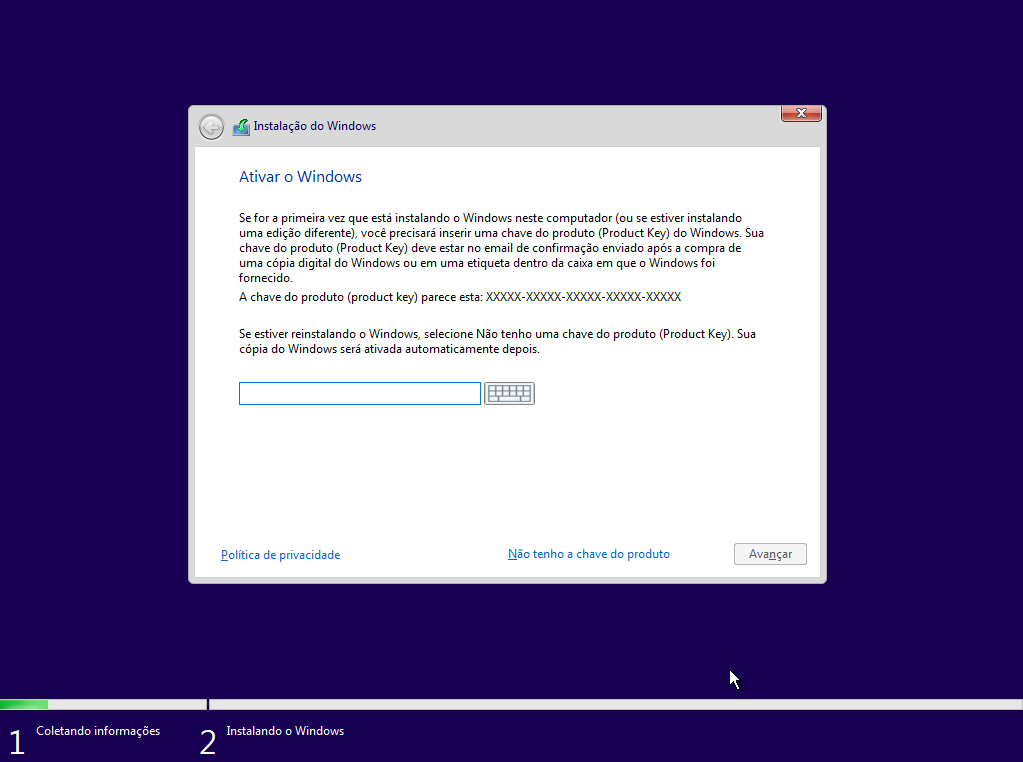 Instalação do Windows
Ativar o Windows
Se for a primeira vez que está instalando o Windows neste computador (ou se estiver instalando
uma edição diferente), você precisará inserir uma chave do produto (Product Key) do Windows. Sua
chave do produto (Product Key) deve estar no email de confirmação enviado após a compra de
uma cópia digital do Windows ou em uma etiqueta dentro da caixa em que o Windows foi
fornecido.
A chave do produto (product key) parece esta: XXXXX-XXXXX-XXXXX-XXXXX-XXXXX
Se estiver reinstalando o Windows, selecione Não tenho uma chave do produto (Product Key). Sua
cópia do Windows será ativada automaticamente depois.
Política de privacidade
Não tenho a chave do produto
Avançar
1 Coletando informações
2 Instalando o Windows